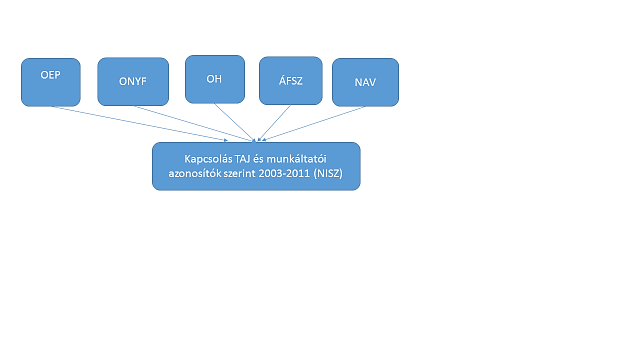 OEP
ONYF
OH
ÁFSZ
NAV
Kapcsolás TAJ és munkáltatói
azonosítók szerint 2003-2011 (NISZ)